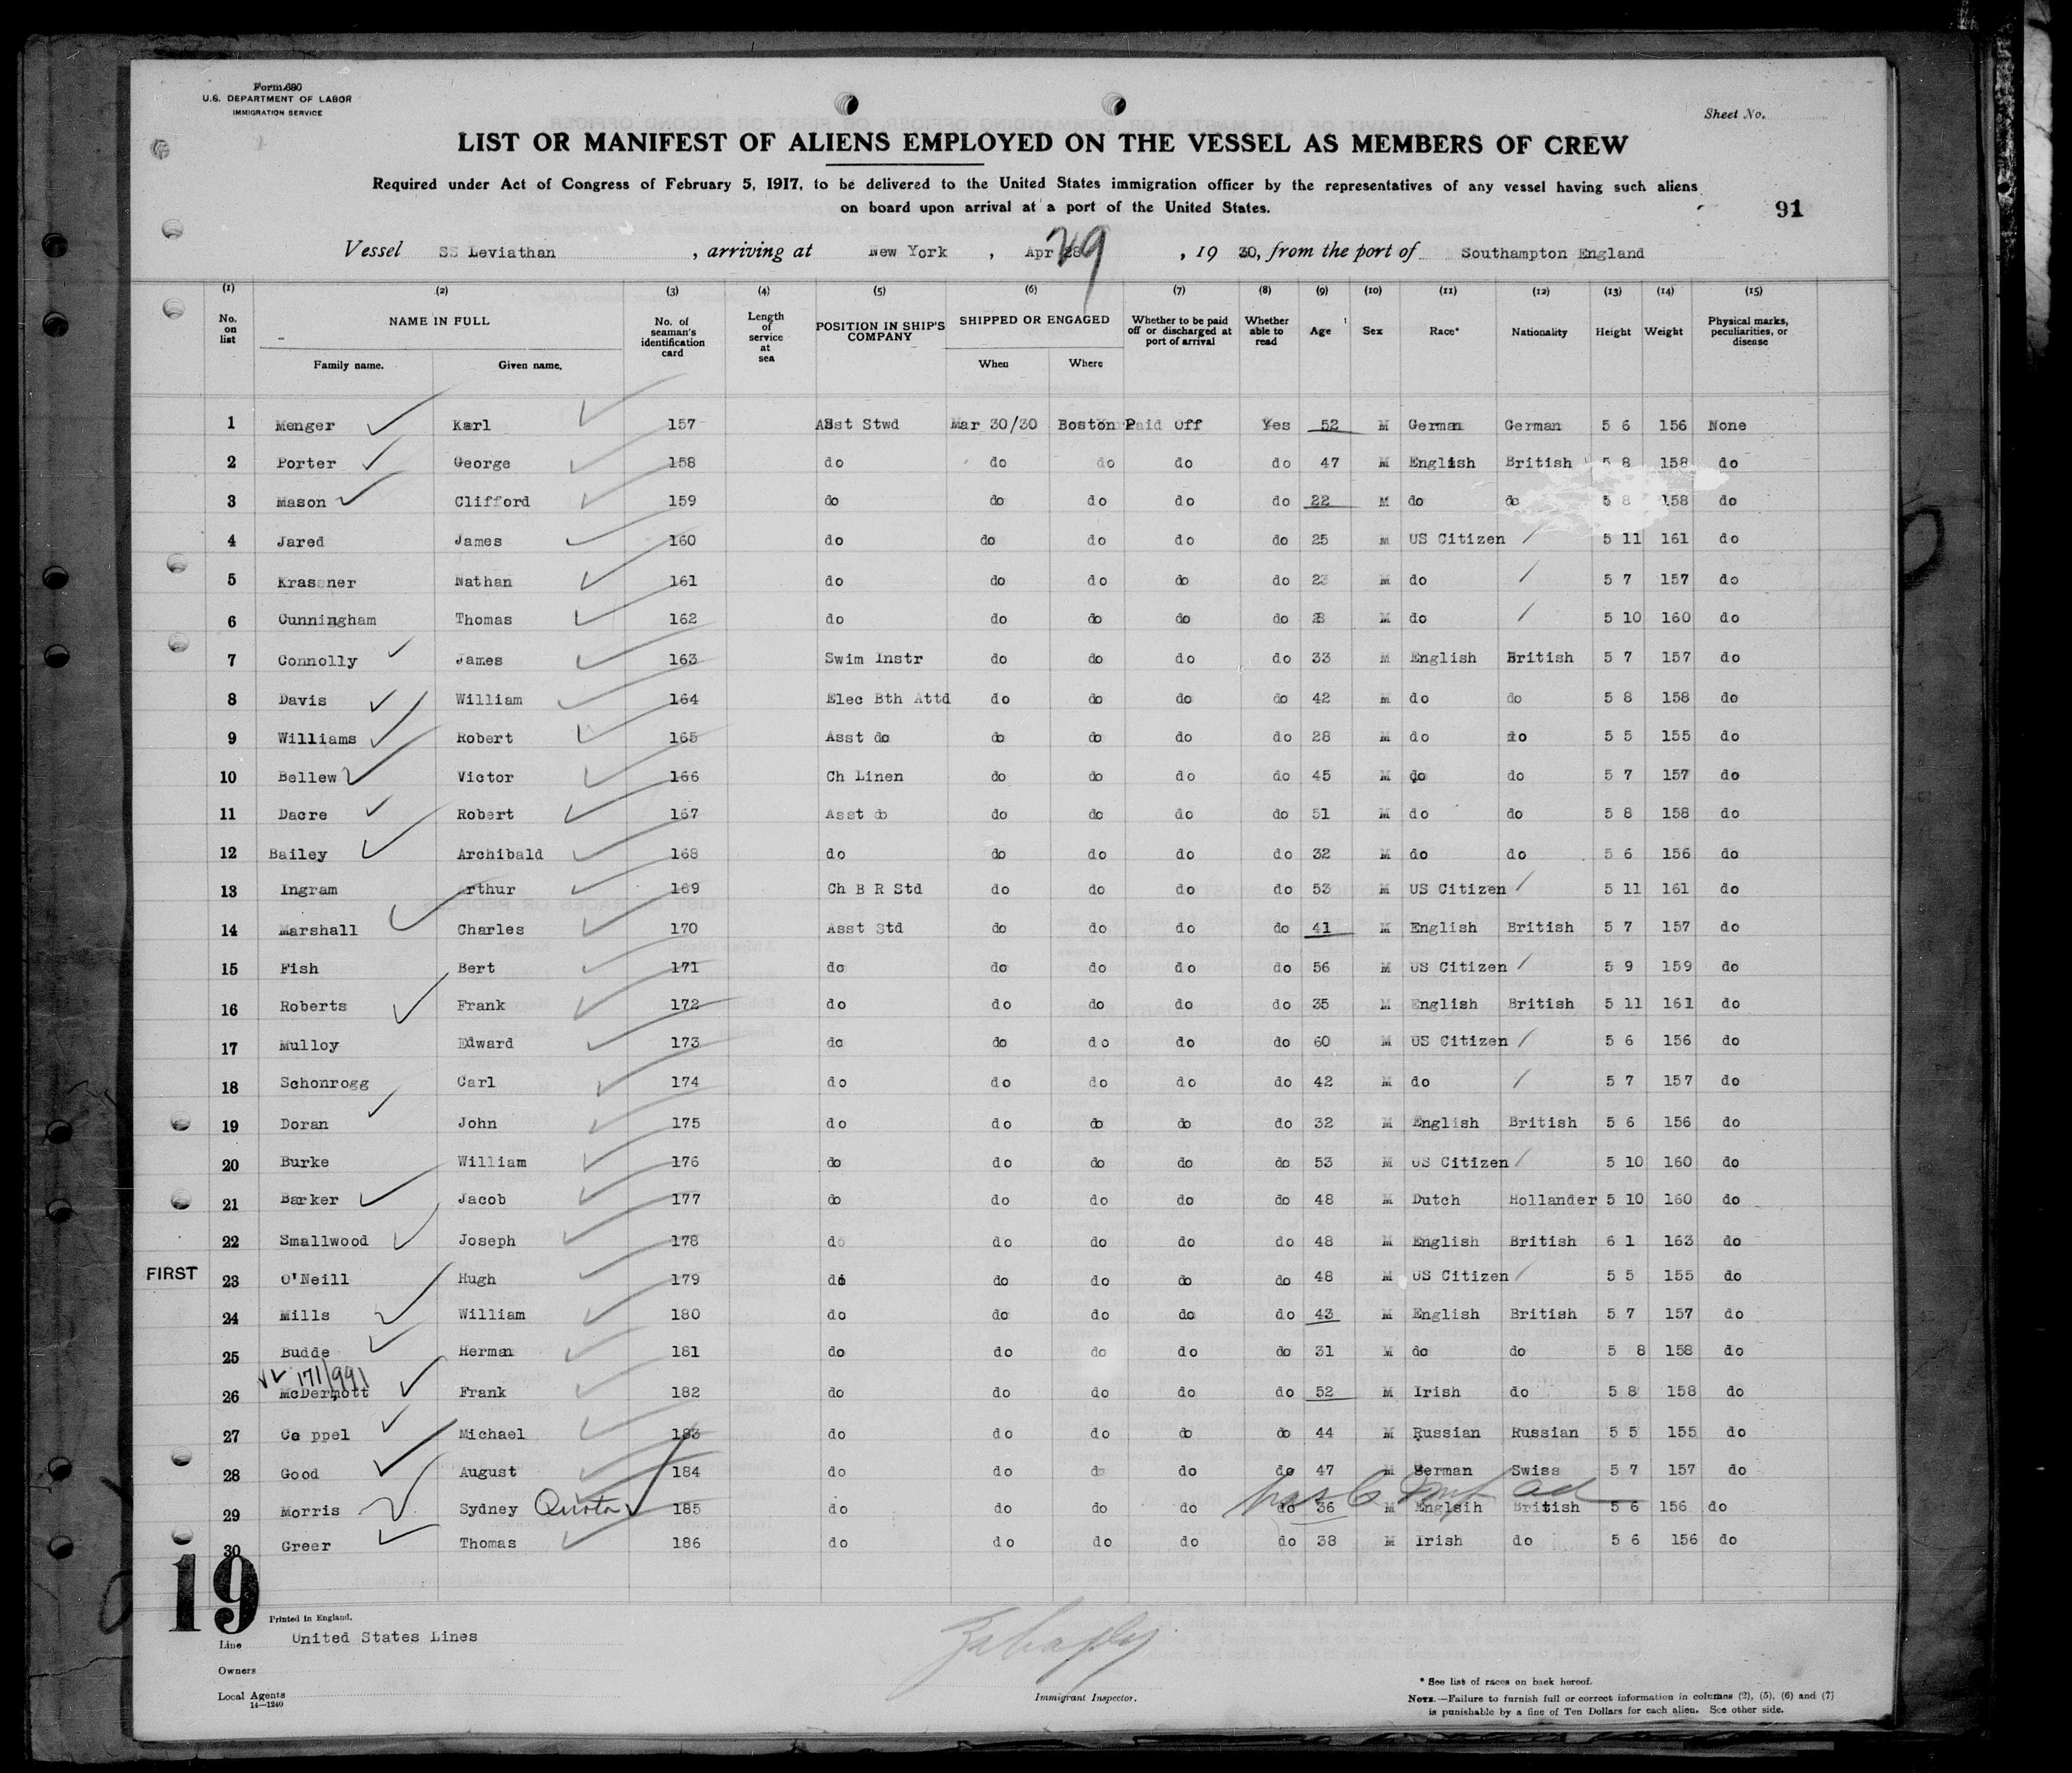 Form 680
U.S. DEPARTMENT OF LABOR
IMMIGRATION SERVICE
Sheet No.
LIST OR MANIFEST OF ALIENS EMPLOYED ON THE VESSEL AS MEMBERS OF CREW
Required under Act of Congress of February 5, 1917, to be delivered to the United States immigration officer by the representatives of any vessel having such aliens
on board upon arrival at a port of the United States.
91
Vessel SS Leviathan , arriving at New York , Apr 29 , 19 30, from the port of Southampton England
(1) (2) (3) (4) (5) (6) (7) (8) (9) (10) (11) (12) (13) (14) (15)
No. on list NAME IN FULL Family name. Given name. No. of seaman's identification card Length of service at sea POSITION IN SHIP'S COMPANY SHIPPED OR ENGAGED When Where Whether to be paid off or discharged at port of arrival Whether able to read Age Sex Race* Nationality Height Weight Physical marks, peculiarities, or disease
1 Menger Karl 157 Asst Stwd Mar 30/30 Boston Paid Off Yes 52 M German German 5 6 156 None
2 Porter George 158 do do do do do 47 M English British 5 8 158 do
3 Mason Clifford 159 do do do do do 22 M do do 5 8 158 do
4 Jared James 160 do do do do do 25 M US Citizen / 5 11 161 do
5 Krassner Nathan 161 do do do do do 23 M do / 5 7 157 do
6 Cunningham Thomas 162 do do do do do M do / 5 10 160 do
7 Connolly James 163 Swim Instr do do do do 33 M English British 5 7 157 do
8 Davis William 164 Elec Bth Attd do do do do 42 M do do 5 8 158 do
9 Williams Robert 165 Asst do do do do do 28 M do do 5 5 155 do
10 Bellew Victor 166 Ch Linen do do do do 45 M do do 5 7 157 do
11 Dacre Robert 167 Asst do do do do do 51 M do do 5 8 158 do
12 Bailey Archibald 168 do do do do do 32 M do do 5 6 156 do
13 Ingram Arthur 169 Ch B R Std do do do do 53 M US Citizen / 5 11 161 do
14 Marshall Charles 170 Asst Std do do do do 41 M English British 5 7 157 do
15 Fish Bert 171 do do do do do 56 M US Citizen / 5 9 159 do
16 Roberts Frank 172 do do do do do 35 M English British 5 11 161 do
17 Mulloy Edward 173 do do do do do 60 M US Citizen / 5 6 156 do
18 Schonrogg Carl 174 do do do do do 42 M do / 5 7 157 do
19 Doran John 175 do do do do do 32 M English British 5 6 156 do
20 Burke William 176 do do do do do 53 M US Citizen / 5 10 160 do
21 Barker Jacob 177 do do do do do 48 M Dutch Hollander 5 10 160 do
22 Smallwood Joseph 178 do do do do do 48 M English British 6 1 163 do
FIRST
23 O'Neill Hugh 179 do do do do do 48 M US Citizen / 5 5 155 do
24 Mills William 180 do do do do do 43 M English British 5 7 157 do
25 Budde Herman 181 do do do do do 31 M do do 5 8 158 do
171/991
26 McDermott Frank 182 do do do do do 52 M Irish do 5 8 158 do
27 Ca ppel Michael 183 do do do do do 44 M Russian Russian 5 5 155 do
28 Good August 184 do do do do do 47 M German Swiss 5 7 157 do
29 Morris Sydney Quota 185 do do do do do 36 M Englsih British 5 6 156 do
30 Greer Thomas 186 do do do do do 38 M Irish do 5 6 156 do
19
Printed in England.
Line United States Lines
Owners
Local Agents
14—1240
Immigrant Inspector.
* See list of races on back hereof.
NOTE.—Failure to furnish full or correct information in columns (2), (5), (6) and (7)
is punishable by a fine of Ten Dollars for each alien. See other side.